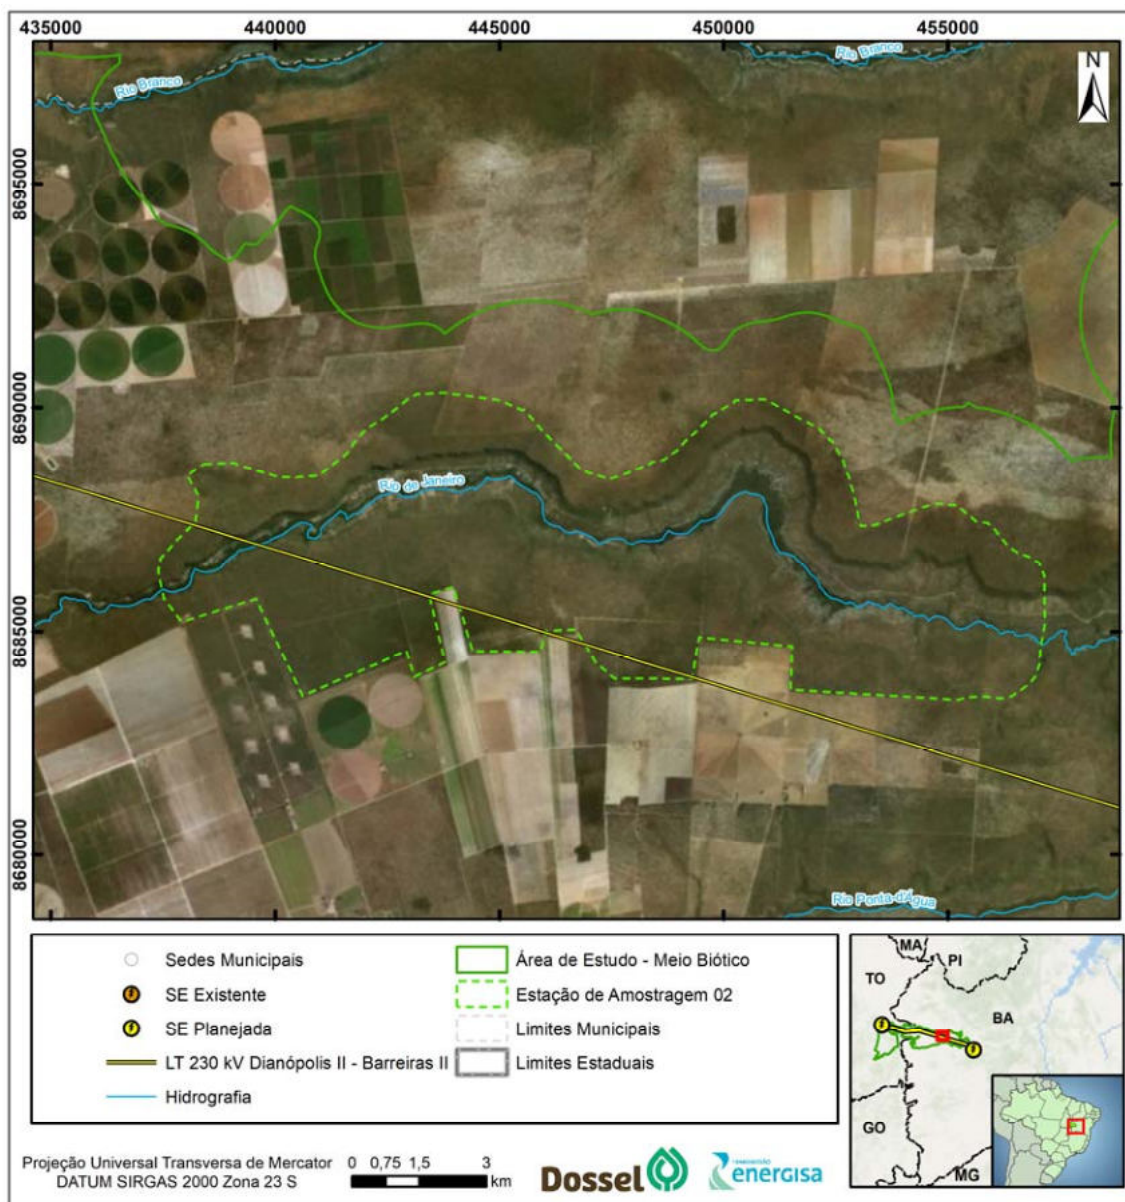 435000 440000 445000 450000 455000
Rio Branco
Rio Branco
N
8695000
8690000
Rio de Janeiro
8685000
8680000
Rio Ponta-d'Água
Sedes Municipais
SE Existente
SE Planejada
LT 230 kV Dianópolis II - Barreiras II
Hidrografia
Área de Estudo - Meio Biótico
Estação de Amostragem 02
Limites Municipais
Limites Estaduais
MA
PI
TO
BA
GO
MG
Projeção Universal Transversa de Mercator
DATUM SIRGAS 2000 Zona 23 S
0 0,75 1,5 3
km
Dossel
energisa